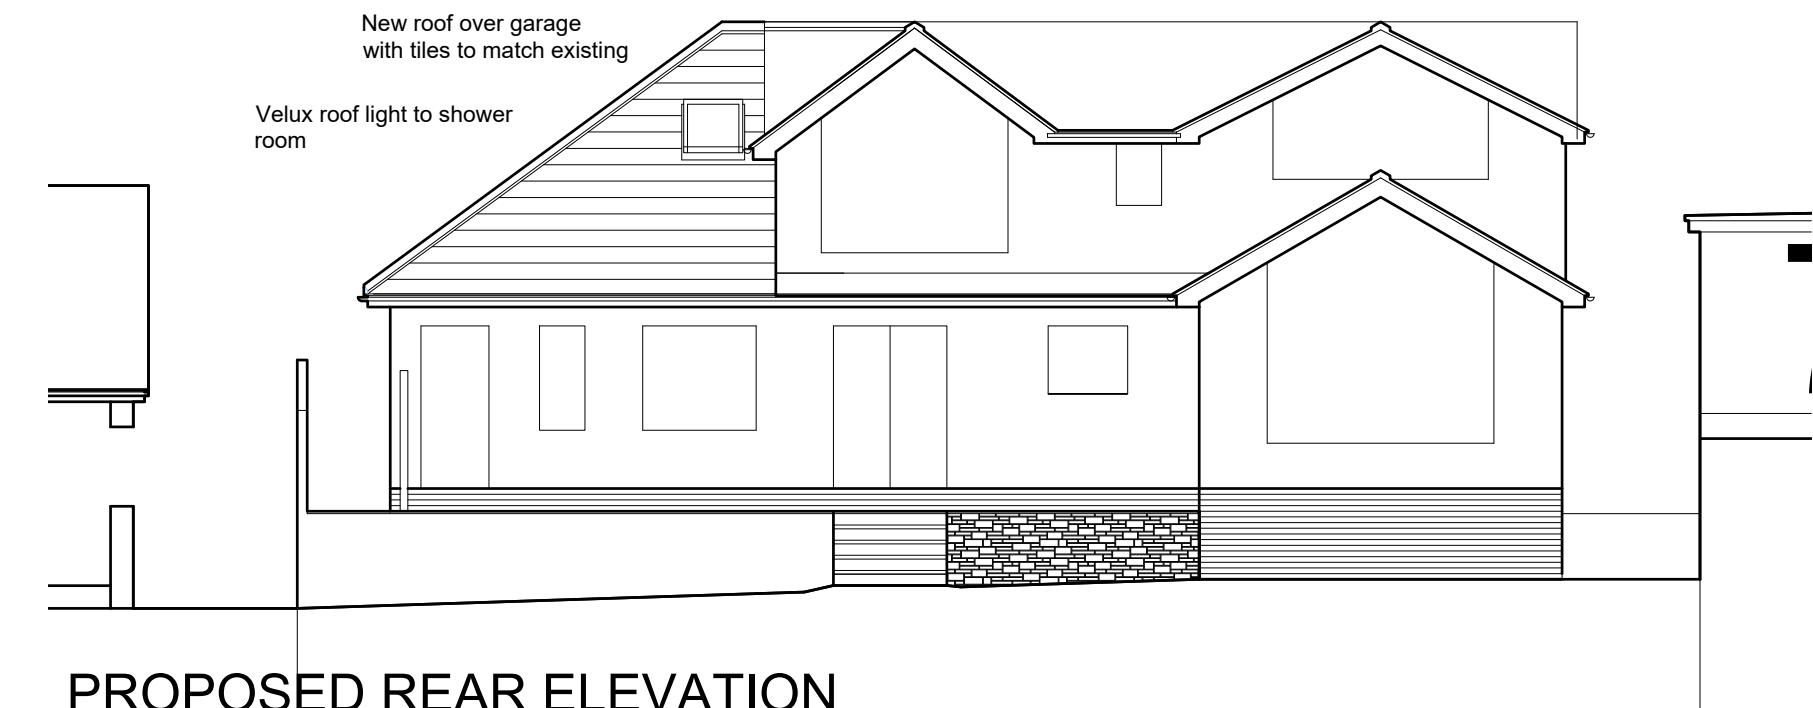 New roof over garage
with tiles to match existing
Velux roof light to shower
room
PROPOSED REAR ELEVATION